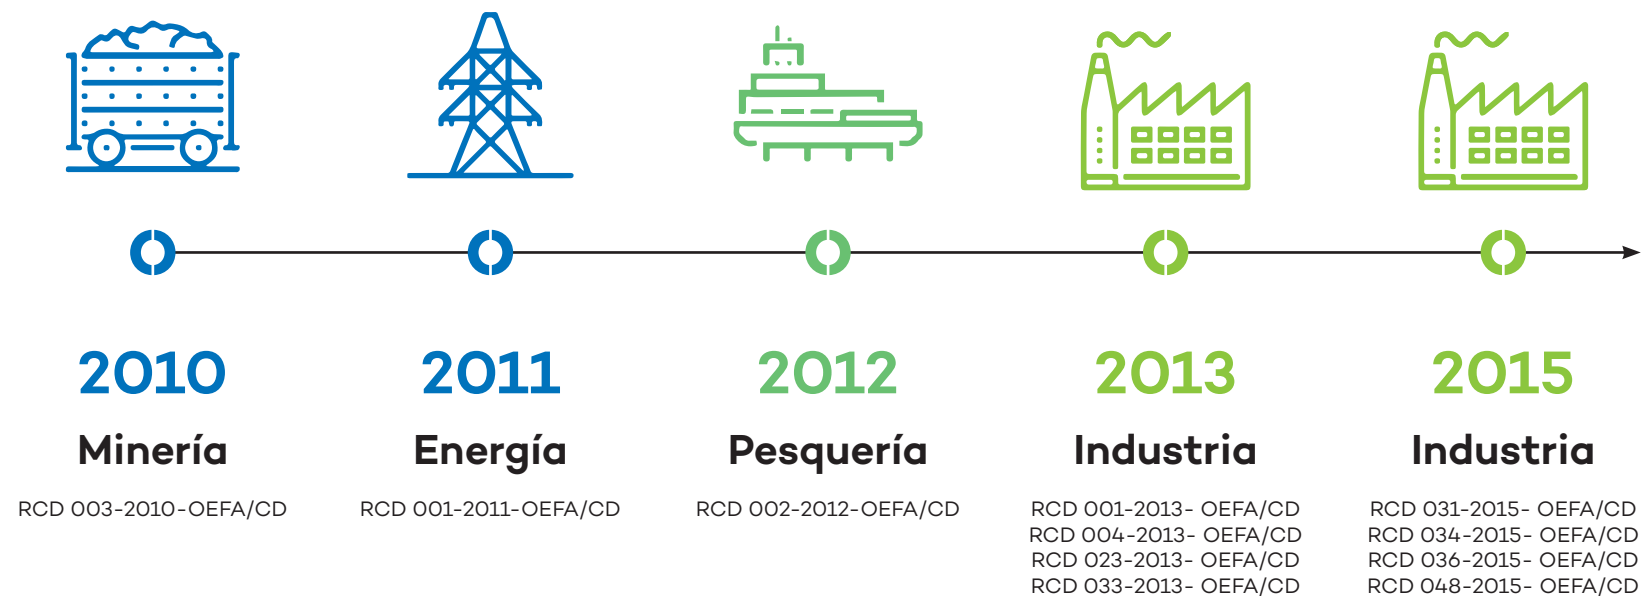 2010
Minería
RCD 003-2010-OEFA/CD
2011
Energía
RCD 001-2011-OEFA/CD
2012
Pesquería
RCD 002-2012-OEFA/CD
2013
Industria
RCD 001-2013- OEFA/CD
RCD 004-2013- OEFA/CD
RCD 023-2013- OEFA/CD
RCD 033-2013- OEFA/CD
2015
Industria
RCD 031-2015- OEFA/CD
RCD 034-2015- OEFA/CD
RCD 036-2015- OEFA/CD
RCD 048-2015- OEFA/CD